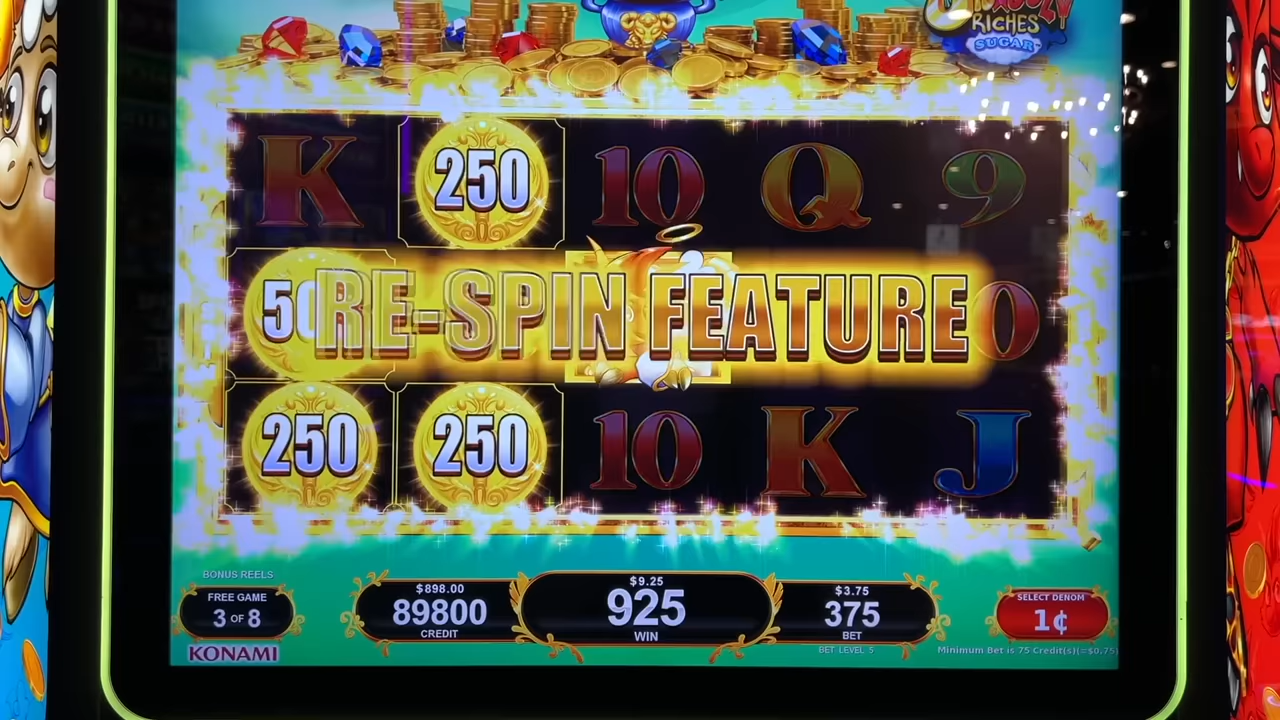 RICHES
SUGAR
K 250 10 Q 9
RE-SPIN FEATURE
250 250 10 K J
BONUS REELS
FREE GAME
3 OF 8
$898.00
89800
CREDIT
$9.25
925
WIN
$3.75
375
BET
BET LEVEL 5
SELECT DENOM
1¢
KONAMI
Minimum Bet is 75 Credit(s)(=$0.75)